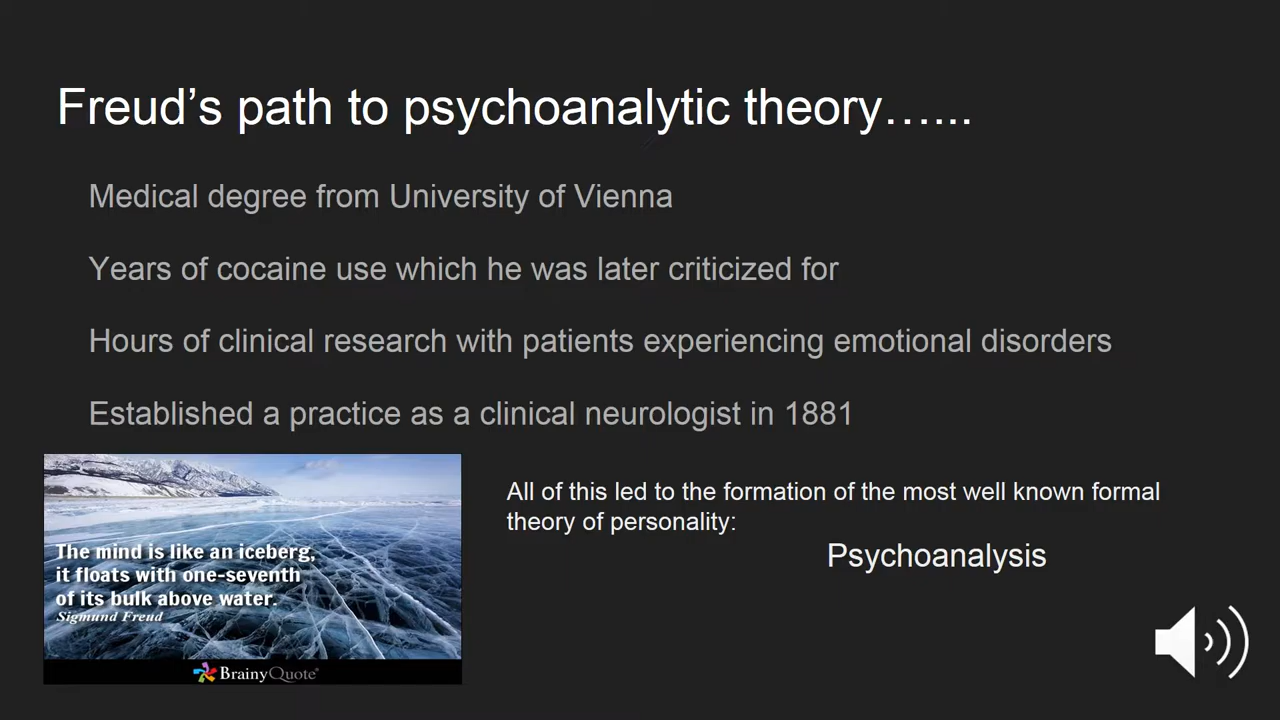 Freud’s path to psychoanalytic theory…...
Medical degree from University of Vienna
Years of cocaine use which he was later criticized for
Hours of clinical research with patients experiencing emotional disorders
Established a practice as a clinical neurologist in 1881
The mind is like an iceberg,
it floats with one-seventh
of its bulk above water.
Sigmund Freud
BrainyQuote®
All of this led to the formation of the most well known formal
theory of personality:
Psychoanalysis